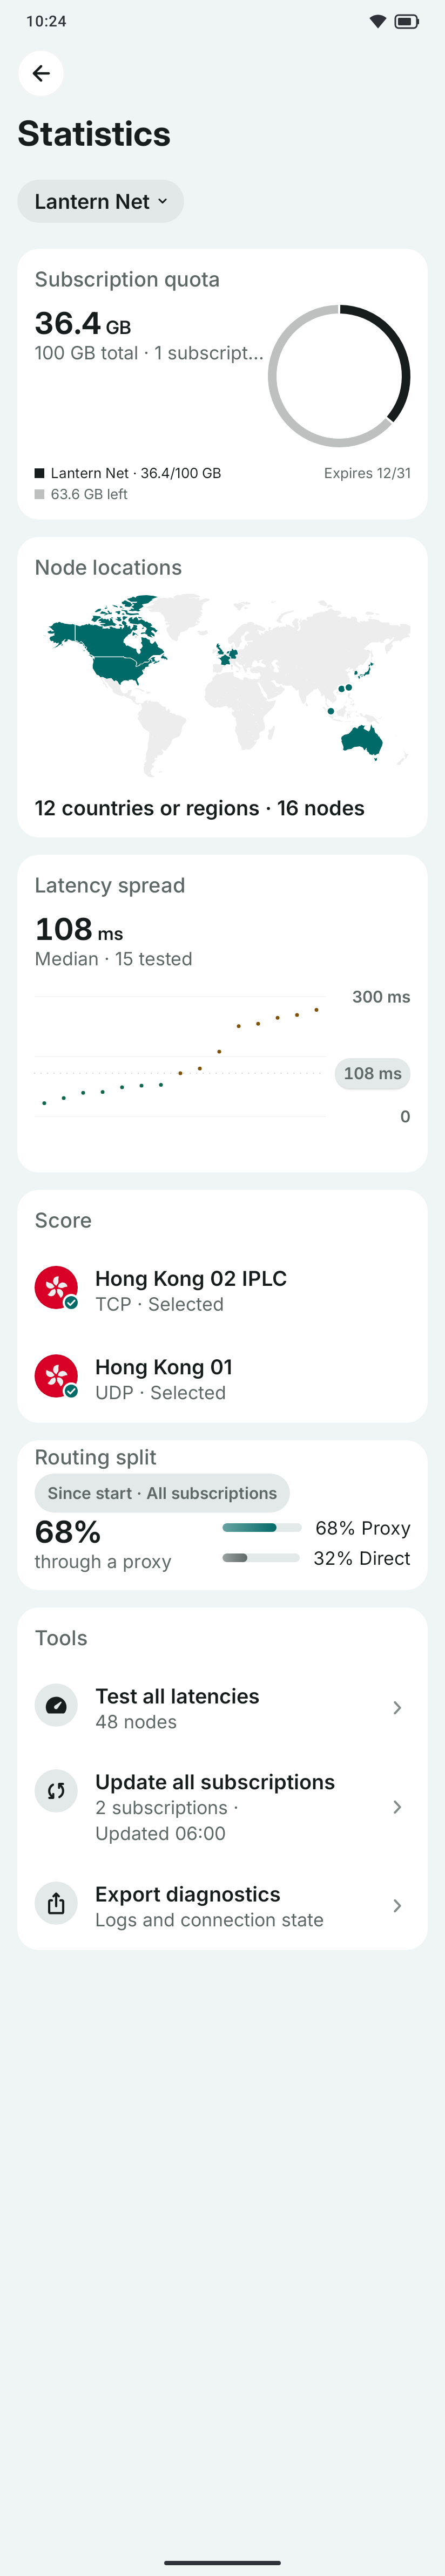 10:24
Statistics
Lantern Net
Subscription quota
36.4 GB
100 GB total · 1 subscript...
Lantern Net · 36.4/100 GB
Expires 12/31
63.6 GB left
Node locations
12 countries or regions · 16 nodes
Latency spread
108 ms
Median · 15 tested
300 ms
108 ms
0
Score
Hong Kong 02 IPLC
TCP · Selected
Hong Kong 01
UDP · Selected
Routing split
Since start · All subscriptions
68%
through a proxy
68% Proxy
32% Direct
Tools
Test all latencies
48 nodes
Update all subscriptions
2 subscriptions ·
Updated 06:00
Export diagnostics
Logs and connection state